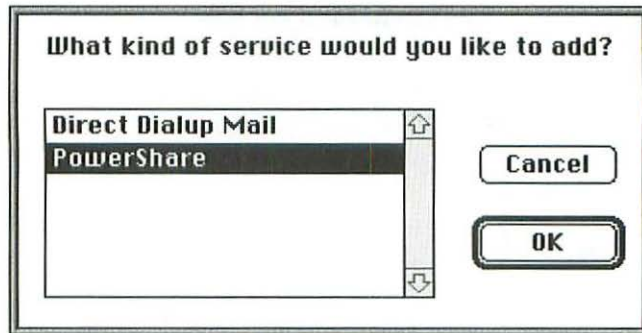 What kind of service would you like to add?
Direct Dialup Mail
PowerShare
Cancel
OK